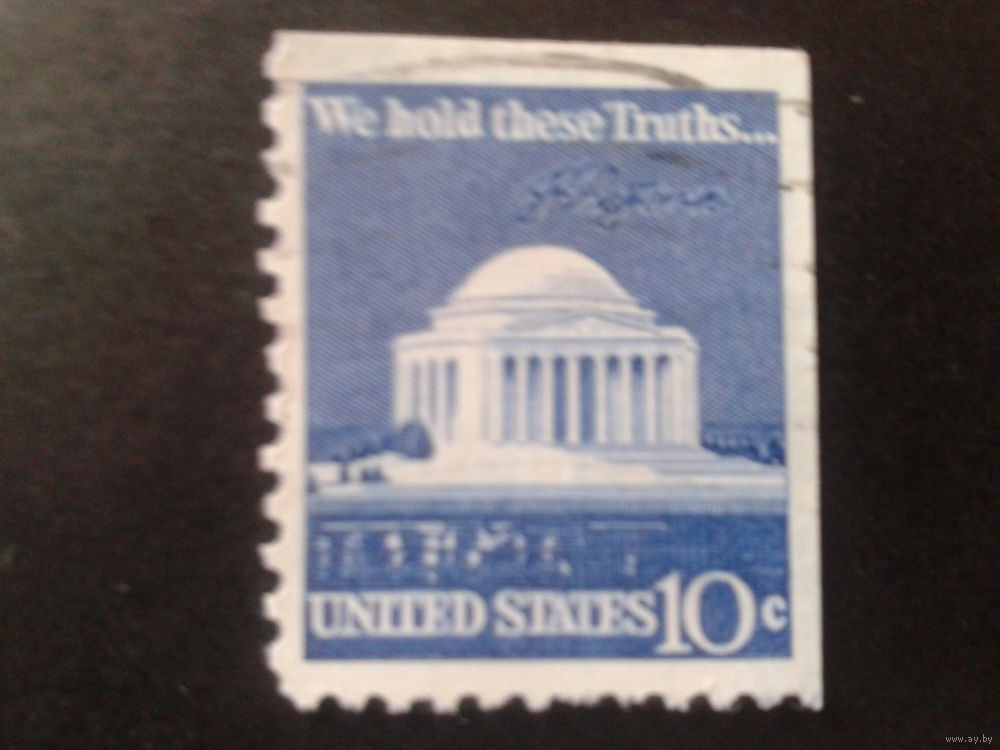 We hold these Truths....
UNITED STATES 10c
www.ay.by